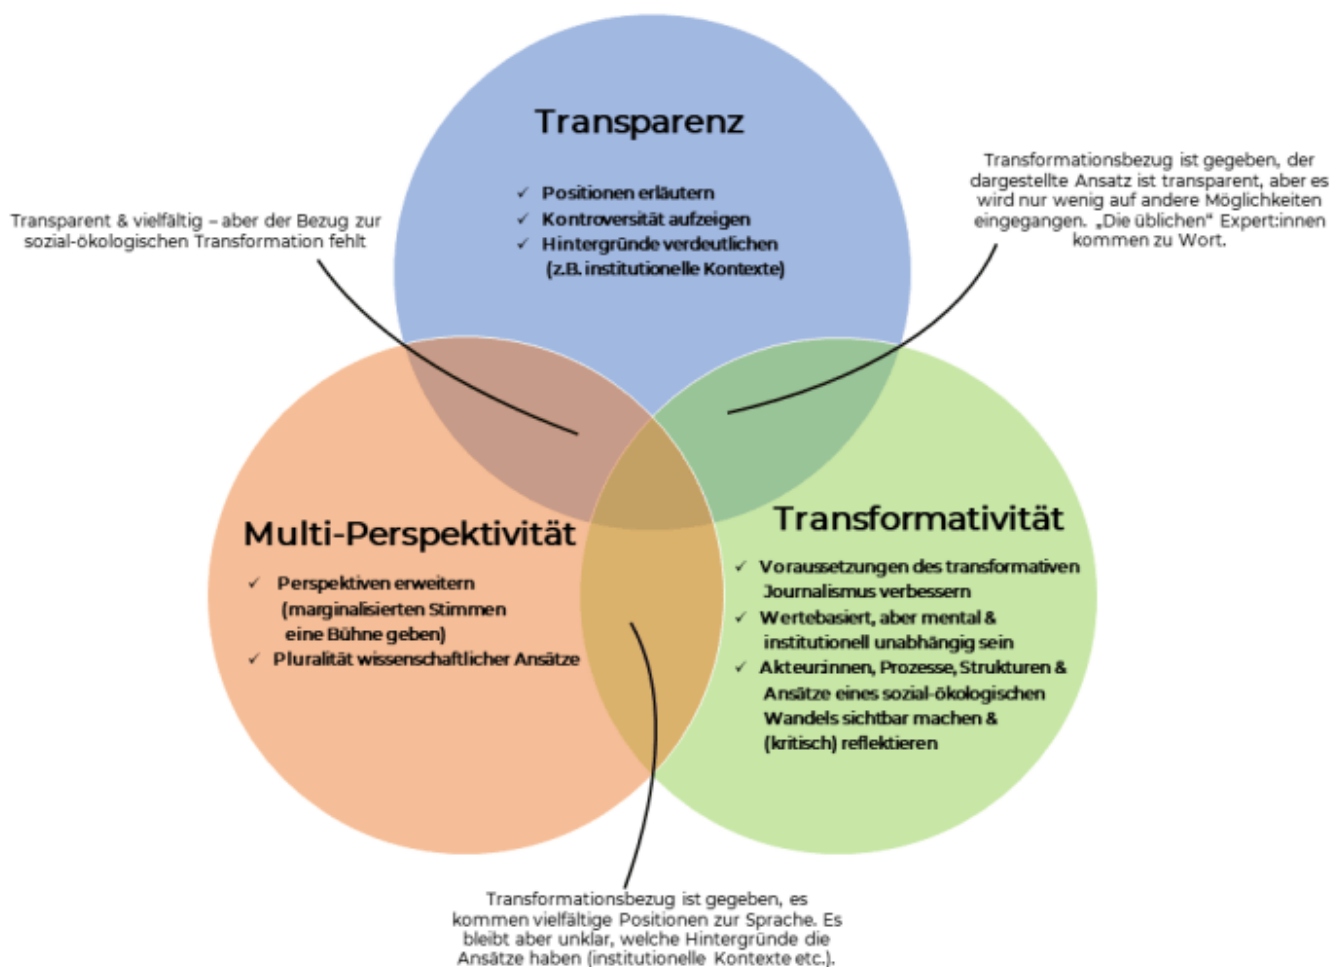 Transparenz
✓ Positionen erläutern
✓ Kontroversität aufzeigen
✓ Hintergründe verdeutlichen
(z.B. institutionelle Kontexte)
Transparent & vielfältig – aber der Bezug zur
sozial-ökologischen Transformation fehlt
Transformationsbezug ist gegeben, der
dargestellte Ansatz ist transparent, aber es
wird nur wenig auf andere Möglichkeiten
eingegangen. „Die üblichen“ Expert:innen
kommen zu Wort.
Multi-Perspektivität
✓ Perspektiven erweitern
(marginalisierten Stimmen
eine Bühne geben)
✓ Pluralität wissenschaftlicher Ansätze
Transformativität
✓ Voraussetzungen des transformativen
Journalismus verbessern
✓ Wertebasiert, aber mental &
institutionell unabhängig sein
✓ Akteur:innen, Prozesse, Strukturen &
Ansätze eines sozial-ökologischen
Wandels sichtbar machen &
(kritisch) reflektieren
Transformationsbezug ist gegeben, es
kommen vielfältige Positionen zur Sprache. Es
bleibt aber unklar, welche Hintergründe die
Ansätze haben (institutionelle Kontexte etc.).